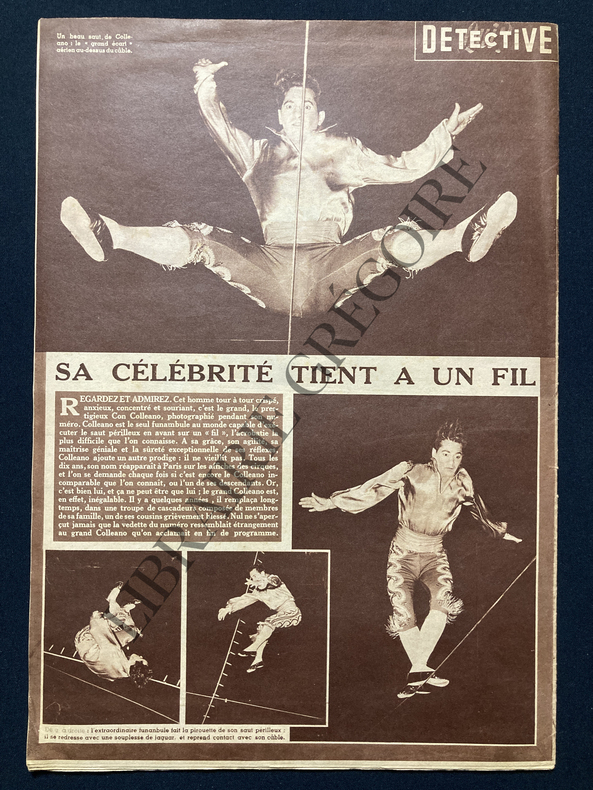 Un beau saut de Colle-
ano : le « grand écart »
aérien au-dessus du câble.
DETECTIVE
SA CÉLÉBRITÉ TIENT A UN FIL
REGARDEZ ET ADMIREZ. Cet homme tour à tour crispé,
anxieux, concentré et souriant, c'est le grand, le pres-
tigieux Con Colleano, photographié pendant son nu-
méro. Colleano est le seul funambule au monde capable d'exé-
cuter le saut périlleux en avant sur un « fil », l'acrobatie la
plus difficile que l'on connaisse. A sa grâce, son agilité, sa
maîtrise géniale et la sûreté exceptionnelle de ses réflexes,
Colleano ajoute un autre prodige : il ne vieillit pas. Tous les
dix ans, son nom réapparaît à Paris sur les affiches des cirques,
et l'on se demande chaque fois si c'est encore le Colleano in-
comparable que l'on connaît, ou l'un de ses descendants. Or,
c'est bien lui, et ça ne peut être que lui ; le grand Colleano est,
en effet, inégalable. Il y a quelques années, il remplaça long-
temps, dans une troupe de cascadeurs composée de membres
de sa famille, un de ses cousins grièvement blessé. Nul ne s'aper-
çut jamais que la vedette du numéro ressemblait étrangement
au grand Colleano qu'on acclamait en fin de programme.
De g. à droite : l'extraordinaire funambule fait la pirouette de son saut périlleux ;
il se redresse avec une souplesse de jaguar, et reprend contact avec son câble.
LIBRAIRIE GRÉGOIRE